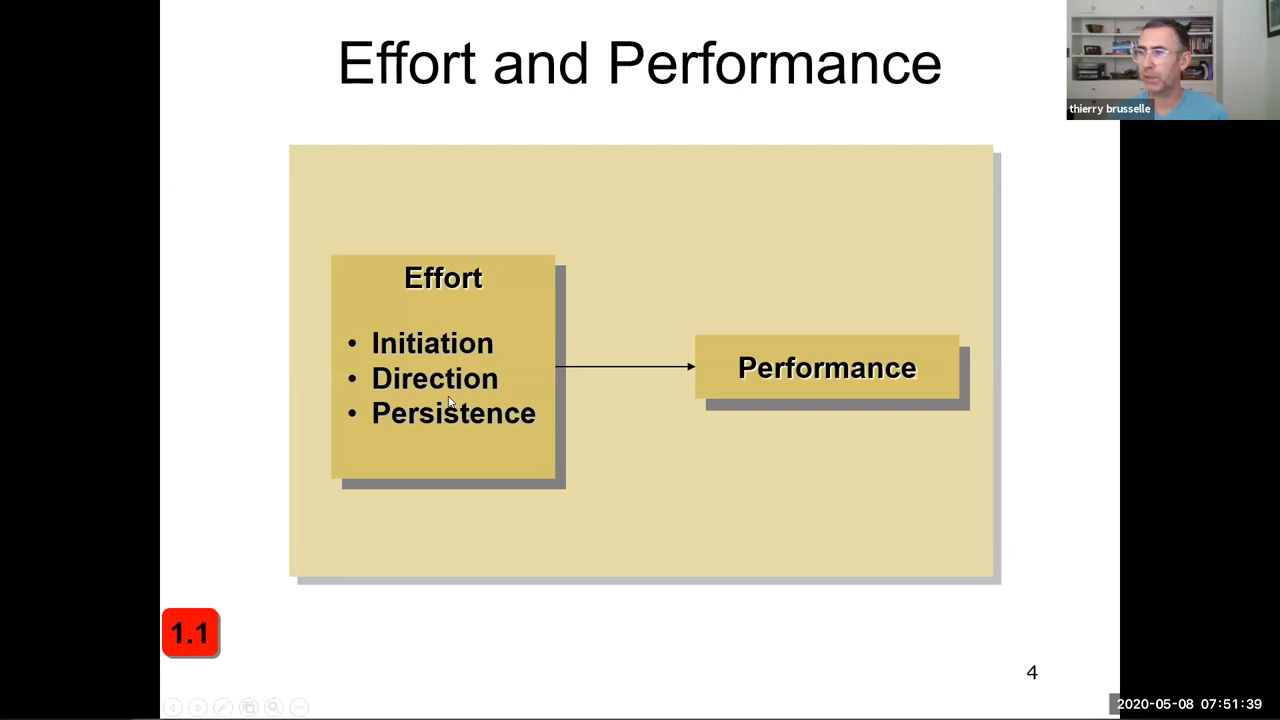 Effort and Performance
thierry brusselle
Effort
• Initiation
• Direction
• Persistence
Performance
1.1
4
2020-05-08 07:51:39